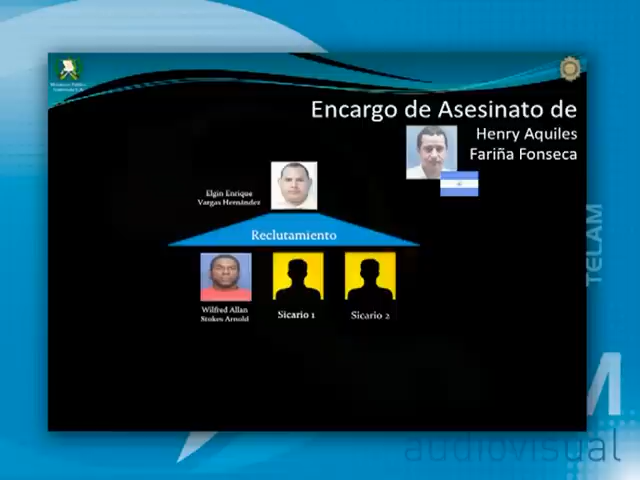 Encargo de Asesinato de
Henry Aquiles
Fariña Fonseca
Elgin Enrique
Vargas Hernández
Reclutamiento
Wilfred Allan
Stokes Arnold
Sicario 1
Sicario 2
TELAM
M
audiovisual